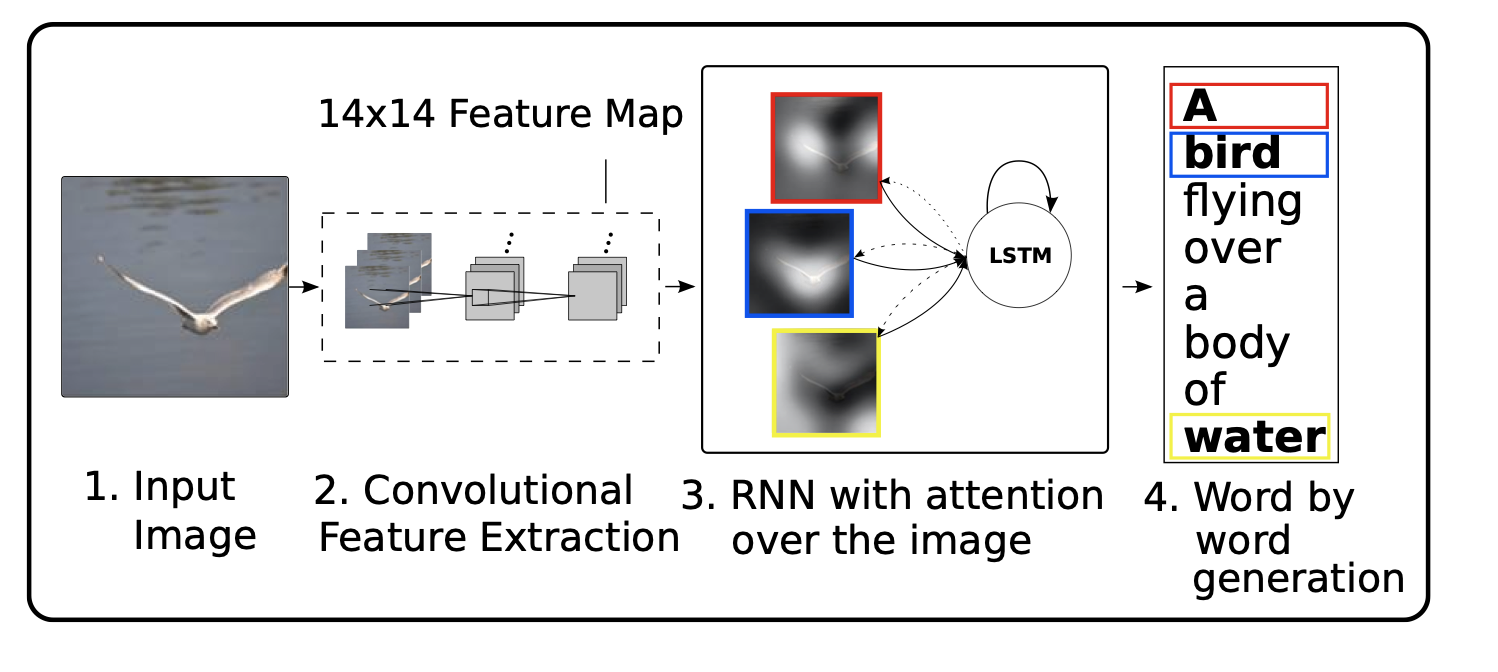 14x14 Feature Map
LSTM
A
bird
flying
over
a
body
of
water
1. Input
Image
2. Convolutional
Feature Extraction
3. RNN with attention
over the image
4. Word by
word
generation